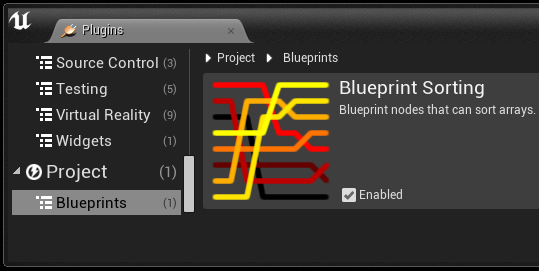 Plugins
Source Control (3)
Testing (5)
Virtual Reality (9)
Widgets (1)
Project (1)
Blueprints (1)
Project Blueprints
Blueprint Sorting
Blueprint nodes that can sort arrays.
Enabled